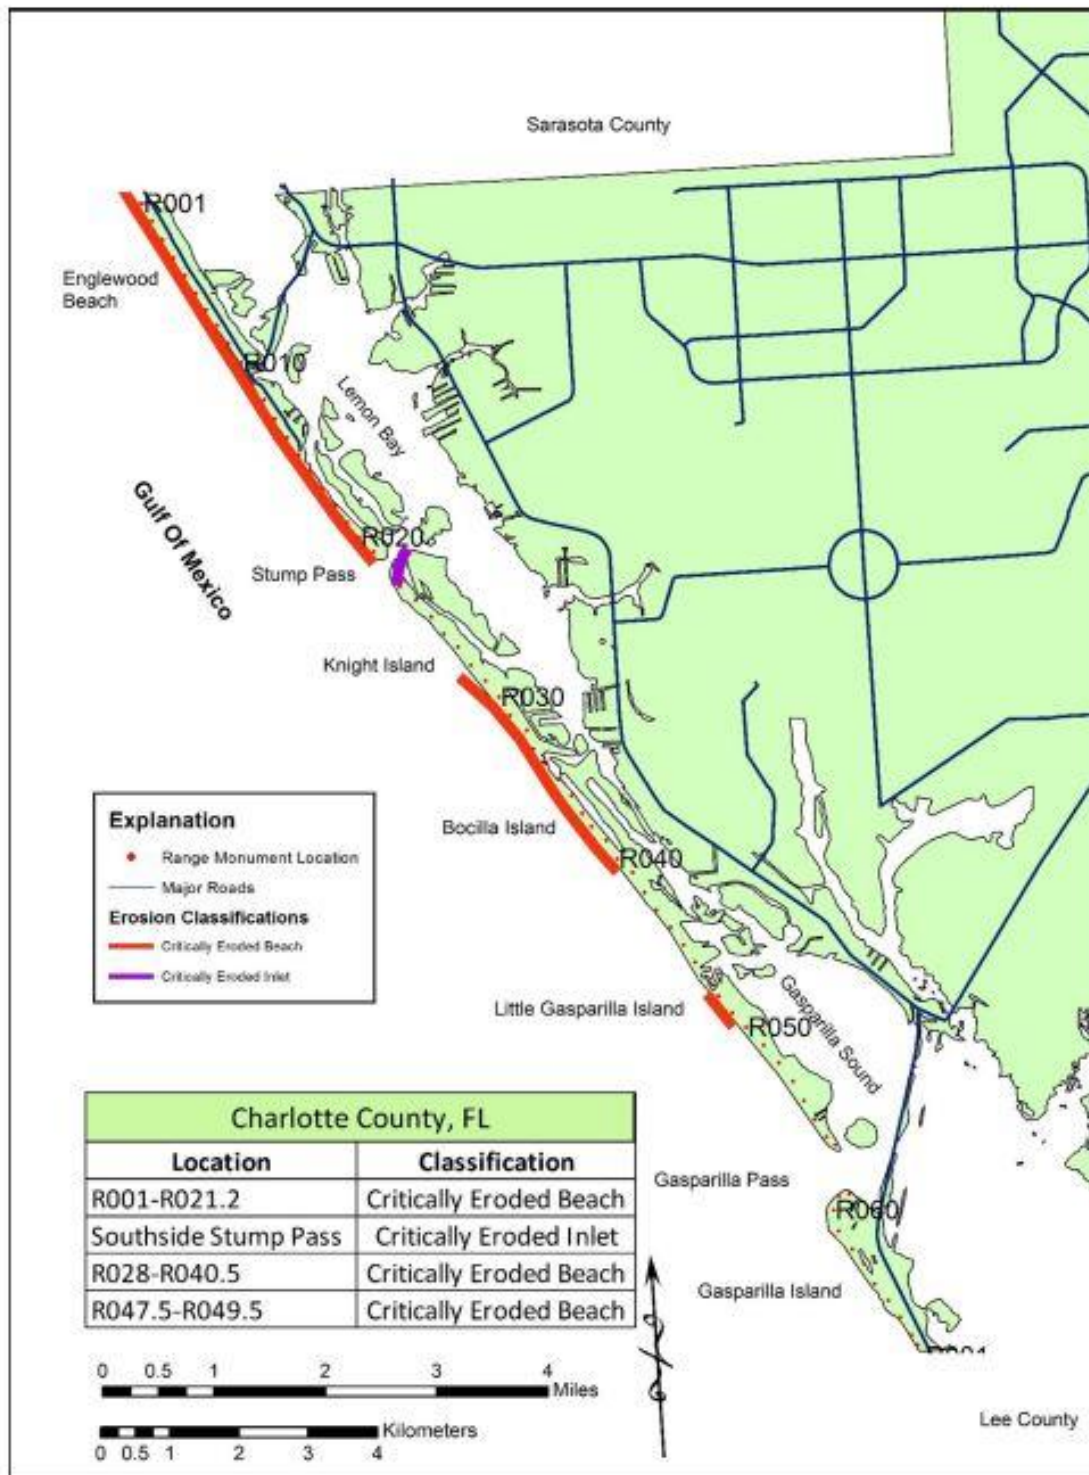 Sarasota County
R001
Englewood
Beach
R010
Lemon Bay
Gulf Of Mexico
R020
Stump Pass
Knight Island
R030
Bocilla Island
R040
Explanation
Range Monument Location
Major Roads
Erosion Classifications
Critically Eroded Beach
Critically Eroded Inlet
Little Gasparilla Island
R050
Gasparilla Sound
Gasparilla Pass
R060
Gasparilla Island
Charlotte County, FL
Location Classification
R001-R021.2 Critically Eroded Beach
Southside Stump Pass Critically Eroded Inlet
R028-R040.5 Critically Eroded Beach
R047.5-R049.5 Critically Eroded Beach
0 0.5 1 2 3 4
Miles
Kilometers
0 0.5 1 2 3 4
Lee County